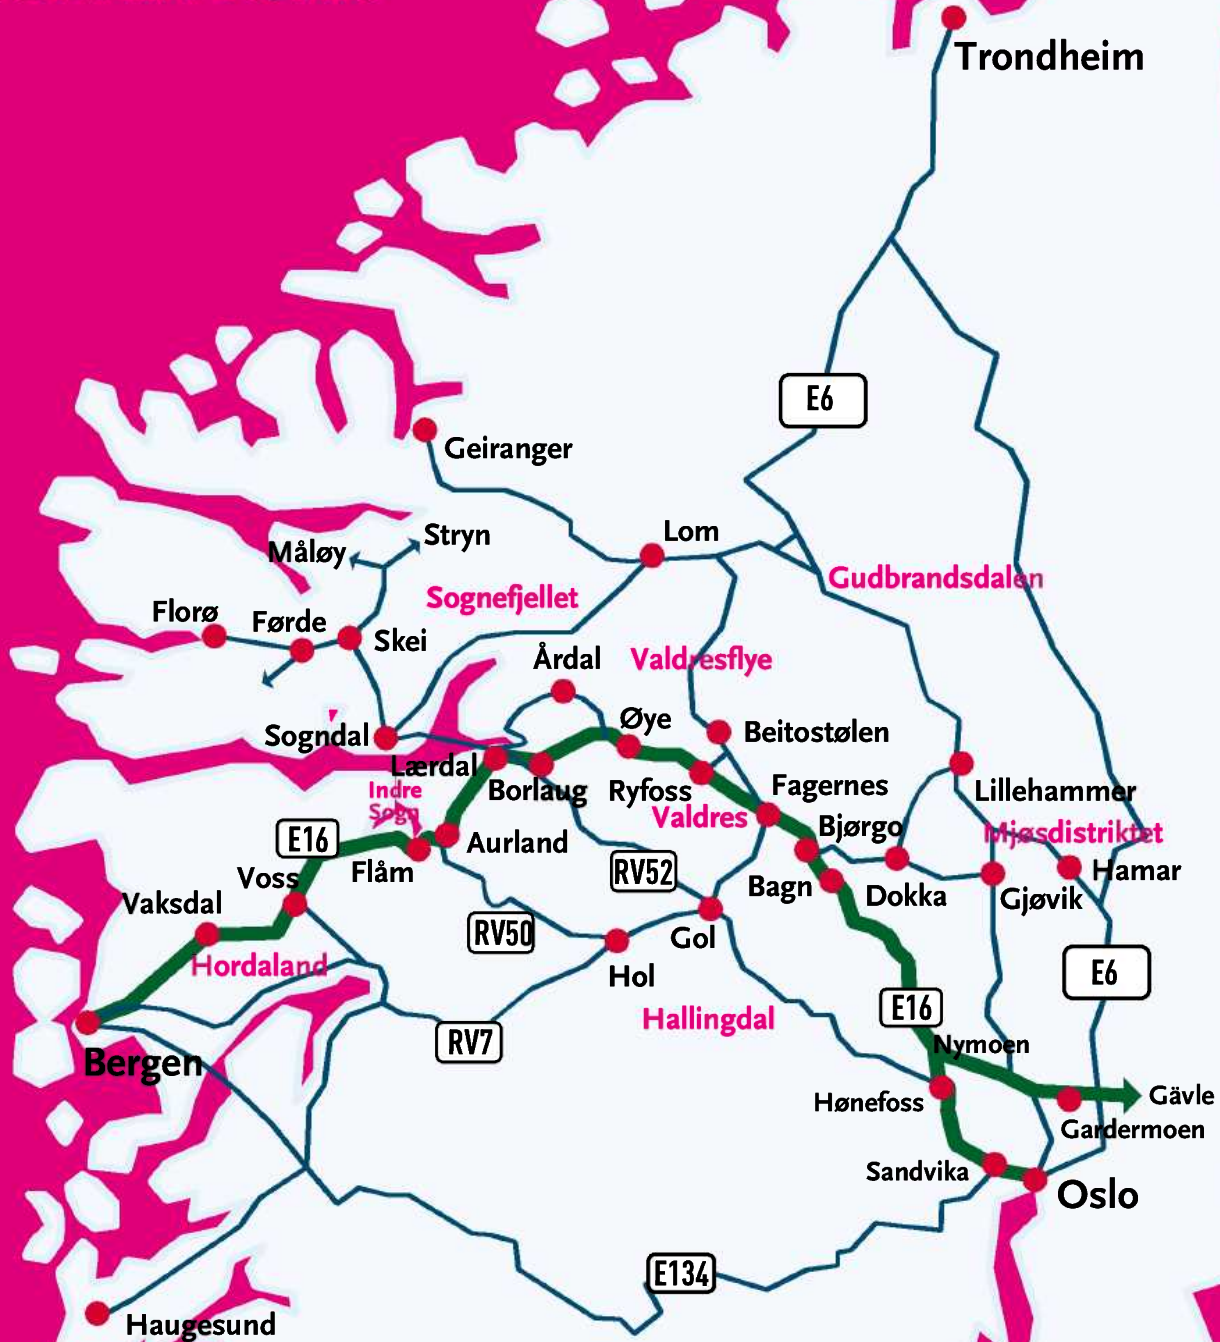 Trondheim
E6
Geiranger
Stryn
Lom
Måløy
Gudbrandsdalen
Sognefjellet
Florø
Førde
Skei
Årdal
Valdresflye
Øye
Sogndal
Beitostølen
Lærdal
Borlaug
Ryfoss
Fagernes
Lillehammer
Indre
Sogn
Valdres
Bjørgo
Mjøsdistriktet
E16
Aurland
Flåm
RV52
Hamar
Voss
Bagn
Dokka
Gjøvik
Vaksdal
RV50
Gol
Hordaland
Hol
E6
E16
Hallingdal
RV7
Nymoen
Bergen
Gävle
Hønefoss
Gardermoen
Sandvika
Oslo
E134
Haugesund